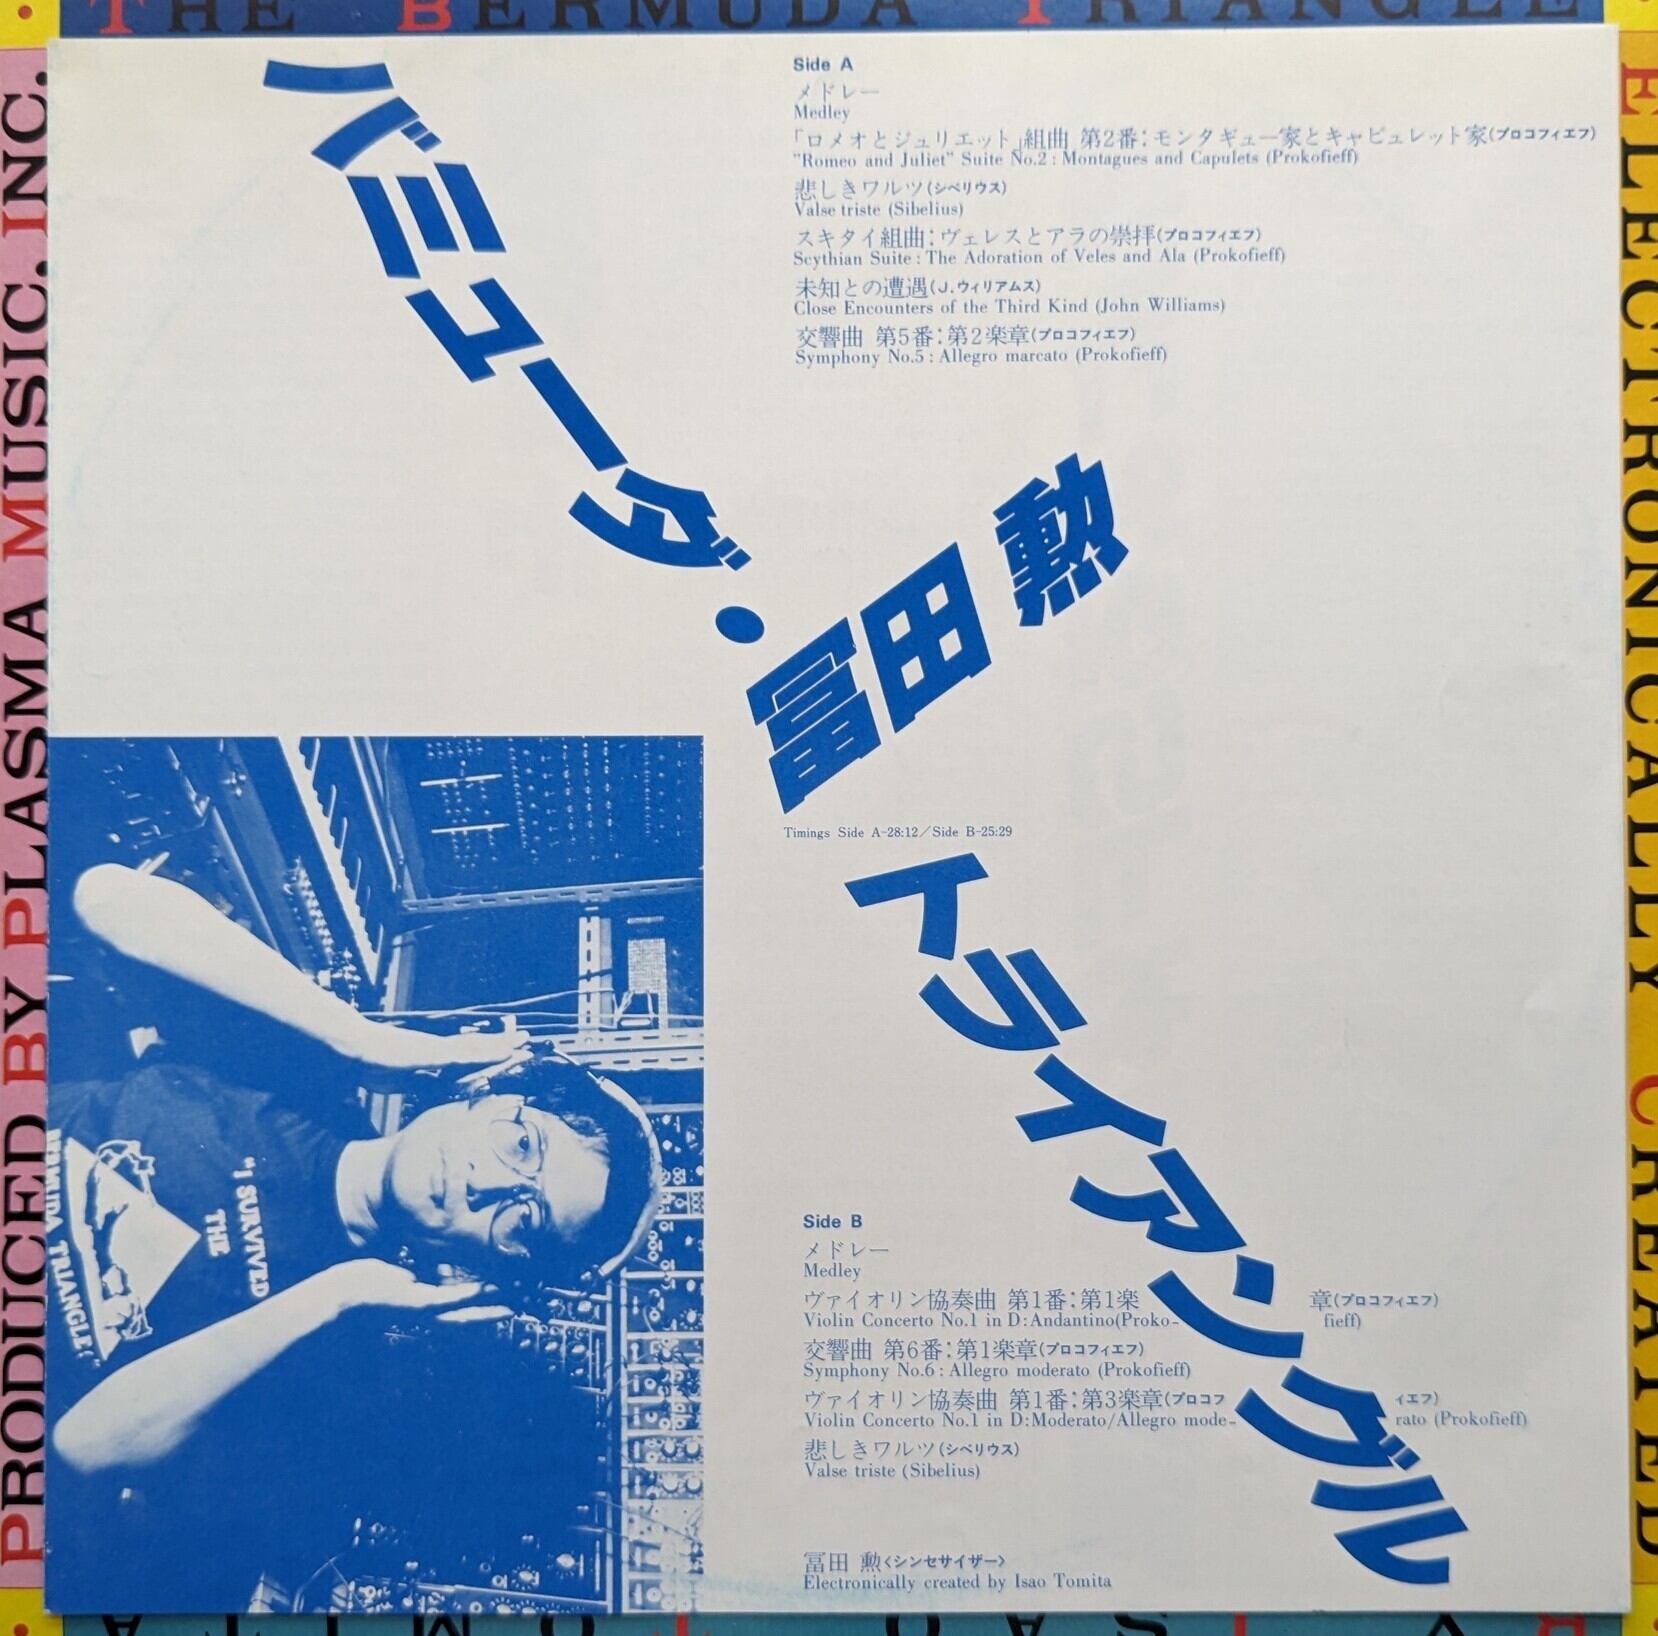 THE BERMUDA TRIANGLE
PRODUCED BY PLASMA MUSIC, INC.
ELECTRONICALLY CREATED
BY ISAO TOMITA
バミューダ・
冨田 勲
トライアングル
Side A
メドレー
Medley
「ロメオとジュリエット」組曲 第2番：モンタギュー家とキャピュレット家(プロコフィエフ)
"Romeo and Juliet" Suite No.2 : Montagues and Capulets (Prokofieff)
悲しきワルツ(シベリウス)
Valse triste (Sibelius)
スキタイ組曲：ヴェレスとアラの崇拝(プロコフィエフ)
Scythian Suite : The Adoration of Veles and Ala (Prokofieff)
未知との遭遇(J.ウィリアムス)
Close Encounters of the Third Kind (John Williams)
交響曲 第5番：第2楽章(プロコフィエフ)
Symphony No.5 : Allegro marcato (Prokofieff)
Timings Side A-28:12／Side B-25:29
Side B
メドレー
Medley
ヴァイオリン協奏曲 第1番：第1楽章(プロコフィエフ)
Violin Concerto No.1 in D:Andantino(Proko-fieff)
交響曲 第6番：第1楽章(プロコフィエフ)
Symphony No.6 : Allegro moderato (Prokofieff)
ヴァイオリン協奏曲 第1番：第3楽章(プロコフィエフ)
Violin Concerto No.1 in D:Moderato/Allegro mode-rato (Prokofieff)
悲しきワルツ(シベリウス)
Valse triste (Sibelius)
冨田 勲<シンセサイザー>
Electronically created by Isao Tomita
"I SURVIVED
THE
BERMUDA TRIANGLE"